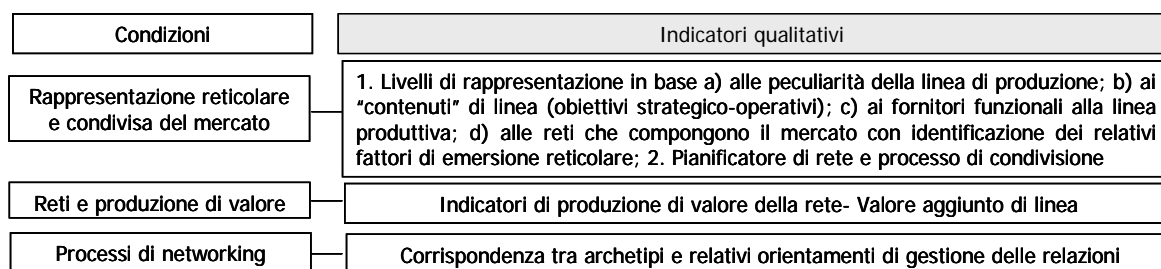 Condizioni
Indicatori qualitativi
Rappresentazione reticolare
e condivisa del mercato
1. Livelli di rappresentazione in base a) alle peculiarità della linea di produzione; b) ai
“contenuti” di linea (obiettivi strategico-operativi); c) ai fornitori funzionali alla linea
produttiva; d) alle reti che compongono il mercato con identificazione dei relativi
fattori di emersione reticolare; 2. Pianificatore di rete e processo di condivisione
Reti e produzione di valore
Indicatori di produzione di valore della rete- Valore aggiunto di linea
Processi di networking
Corrispondenza tra archetipi e relativi orientamenti di gestione delle relazioni